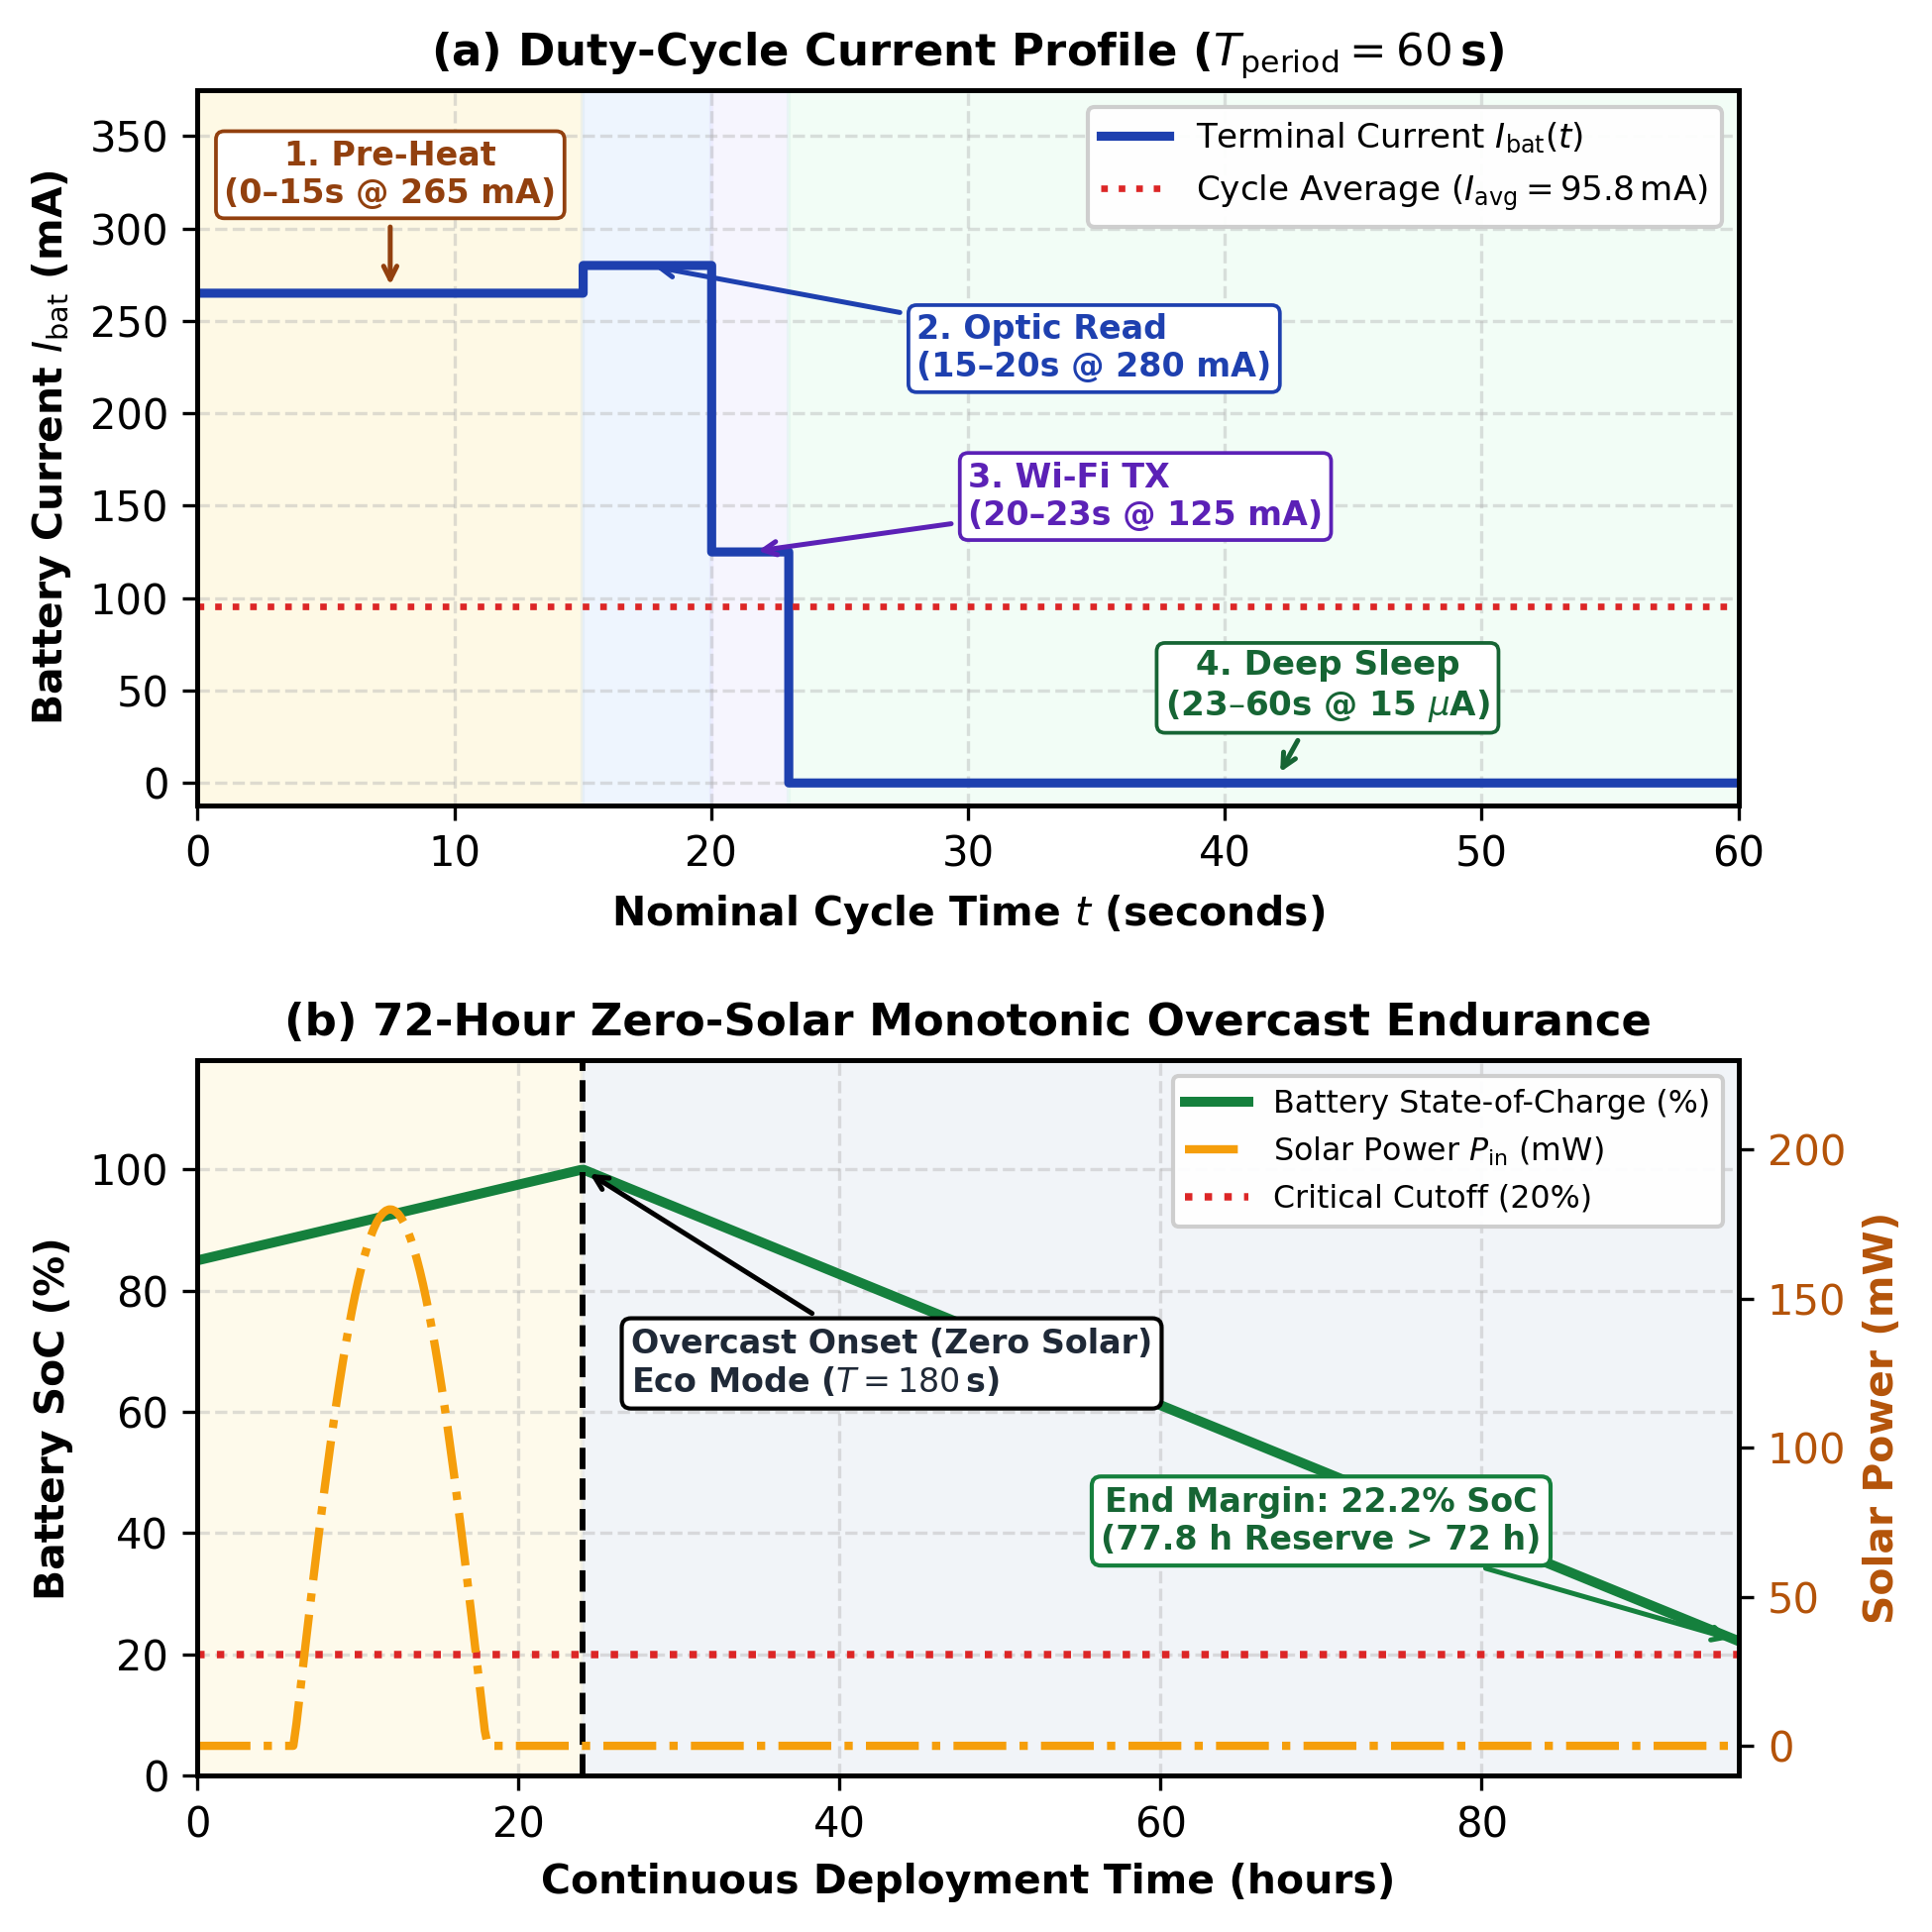 (a) Duty-Cycle Current Profile (T_period = 60 s)
Battery Current I_bat (mA)
350
300
250
200
150
100
50
0
1. Pre-Heat
(0–15s @ 265 mA)
Terminal Current I_bat(t)
Cycle Average (I_avg = 95.8 mA)
2. Optic Read
(15–20s @ 280 mA)
3. Wi-Fi TX
(20–23s @ 125 mA)
4. Deep Sleep
(23–60s @ 15 μA)
0 10 20 30 40 50 60
Nominal Cycle Time t (seconds)
(b) 72-Hour Zero-Solar Monotonic Overcast Endurance
Battery SoC (%)
100
80
60
40
20
0
Battery State-of-Charge (%)
Solar Power P_in (mW)
Critical Cutoff (20%)
Overcast Onset (Zero Solar)
Eco Mode (T = 180 s)
End Margin: 22.2% SoC
(77.8 h Reserve > 72 h)
200
150
100
50
0
Solar Power (mW)
0 20 40 60 80
Continuous Deployment Time (hours)